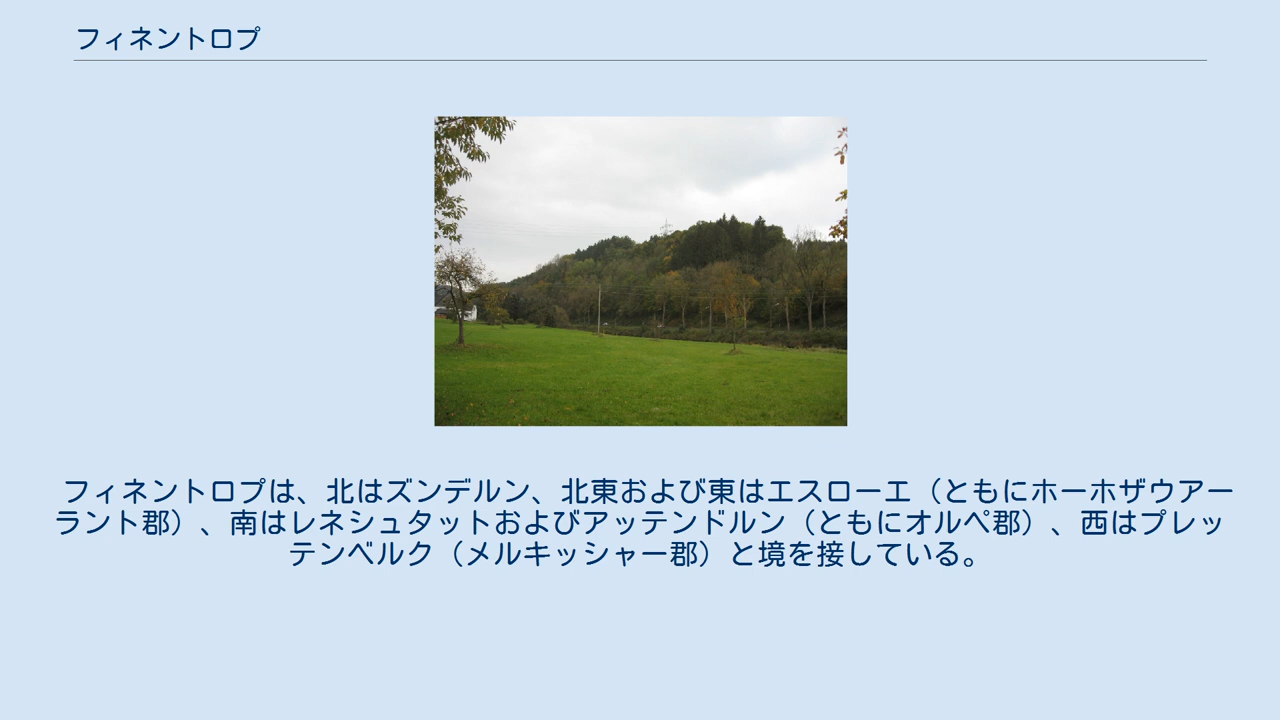 フィネントロプ
フィネントロプは、北はズンデルン、北東および東はエスローエ（ともにホーホザウアー
ラント郡）、南はレネシュタットおよびアッテンドルン（ともにオルペ郡）、西はプレッ
テンベルク（メルキッシャー郡）と境を接している。